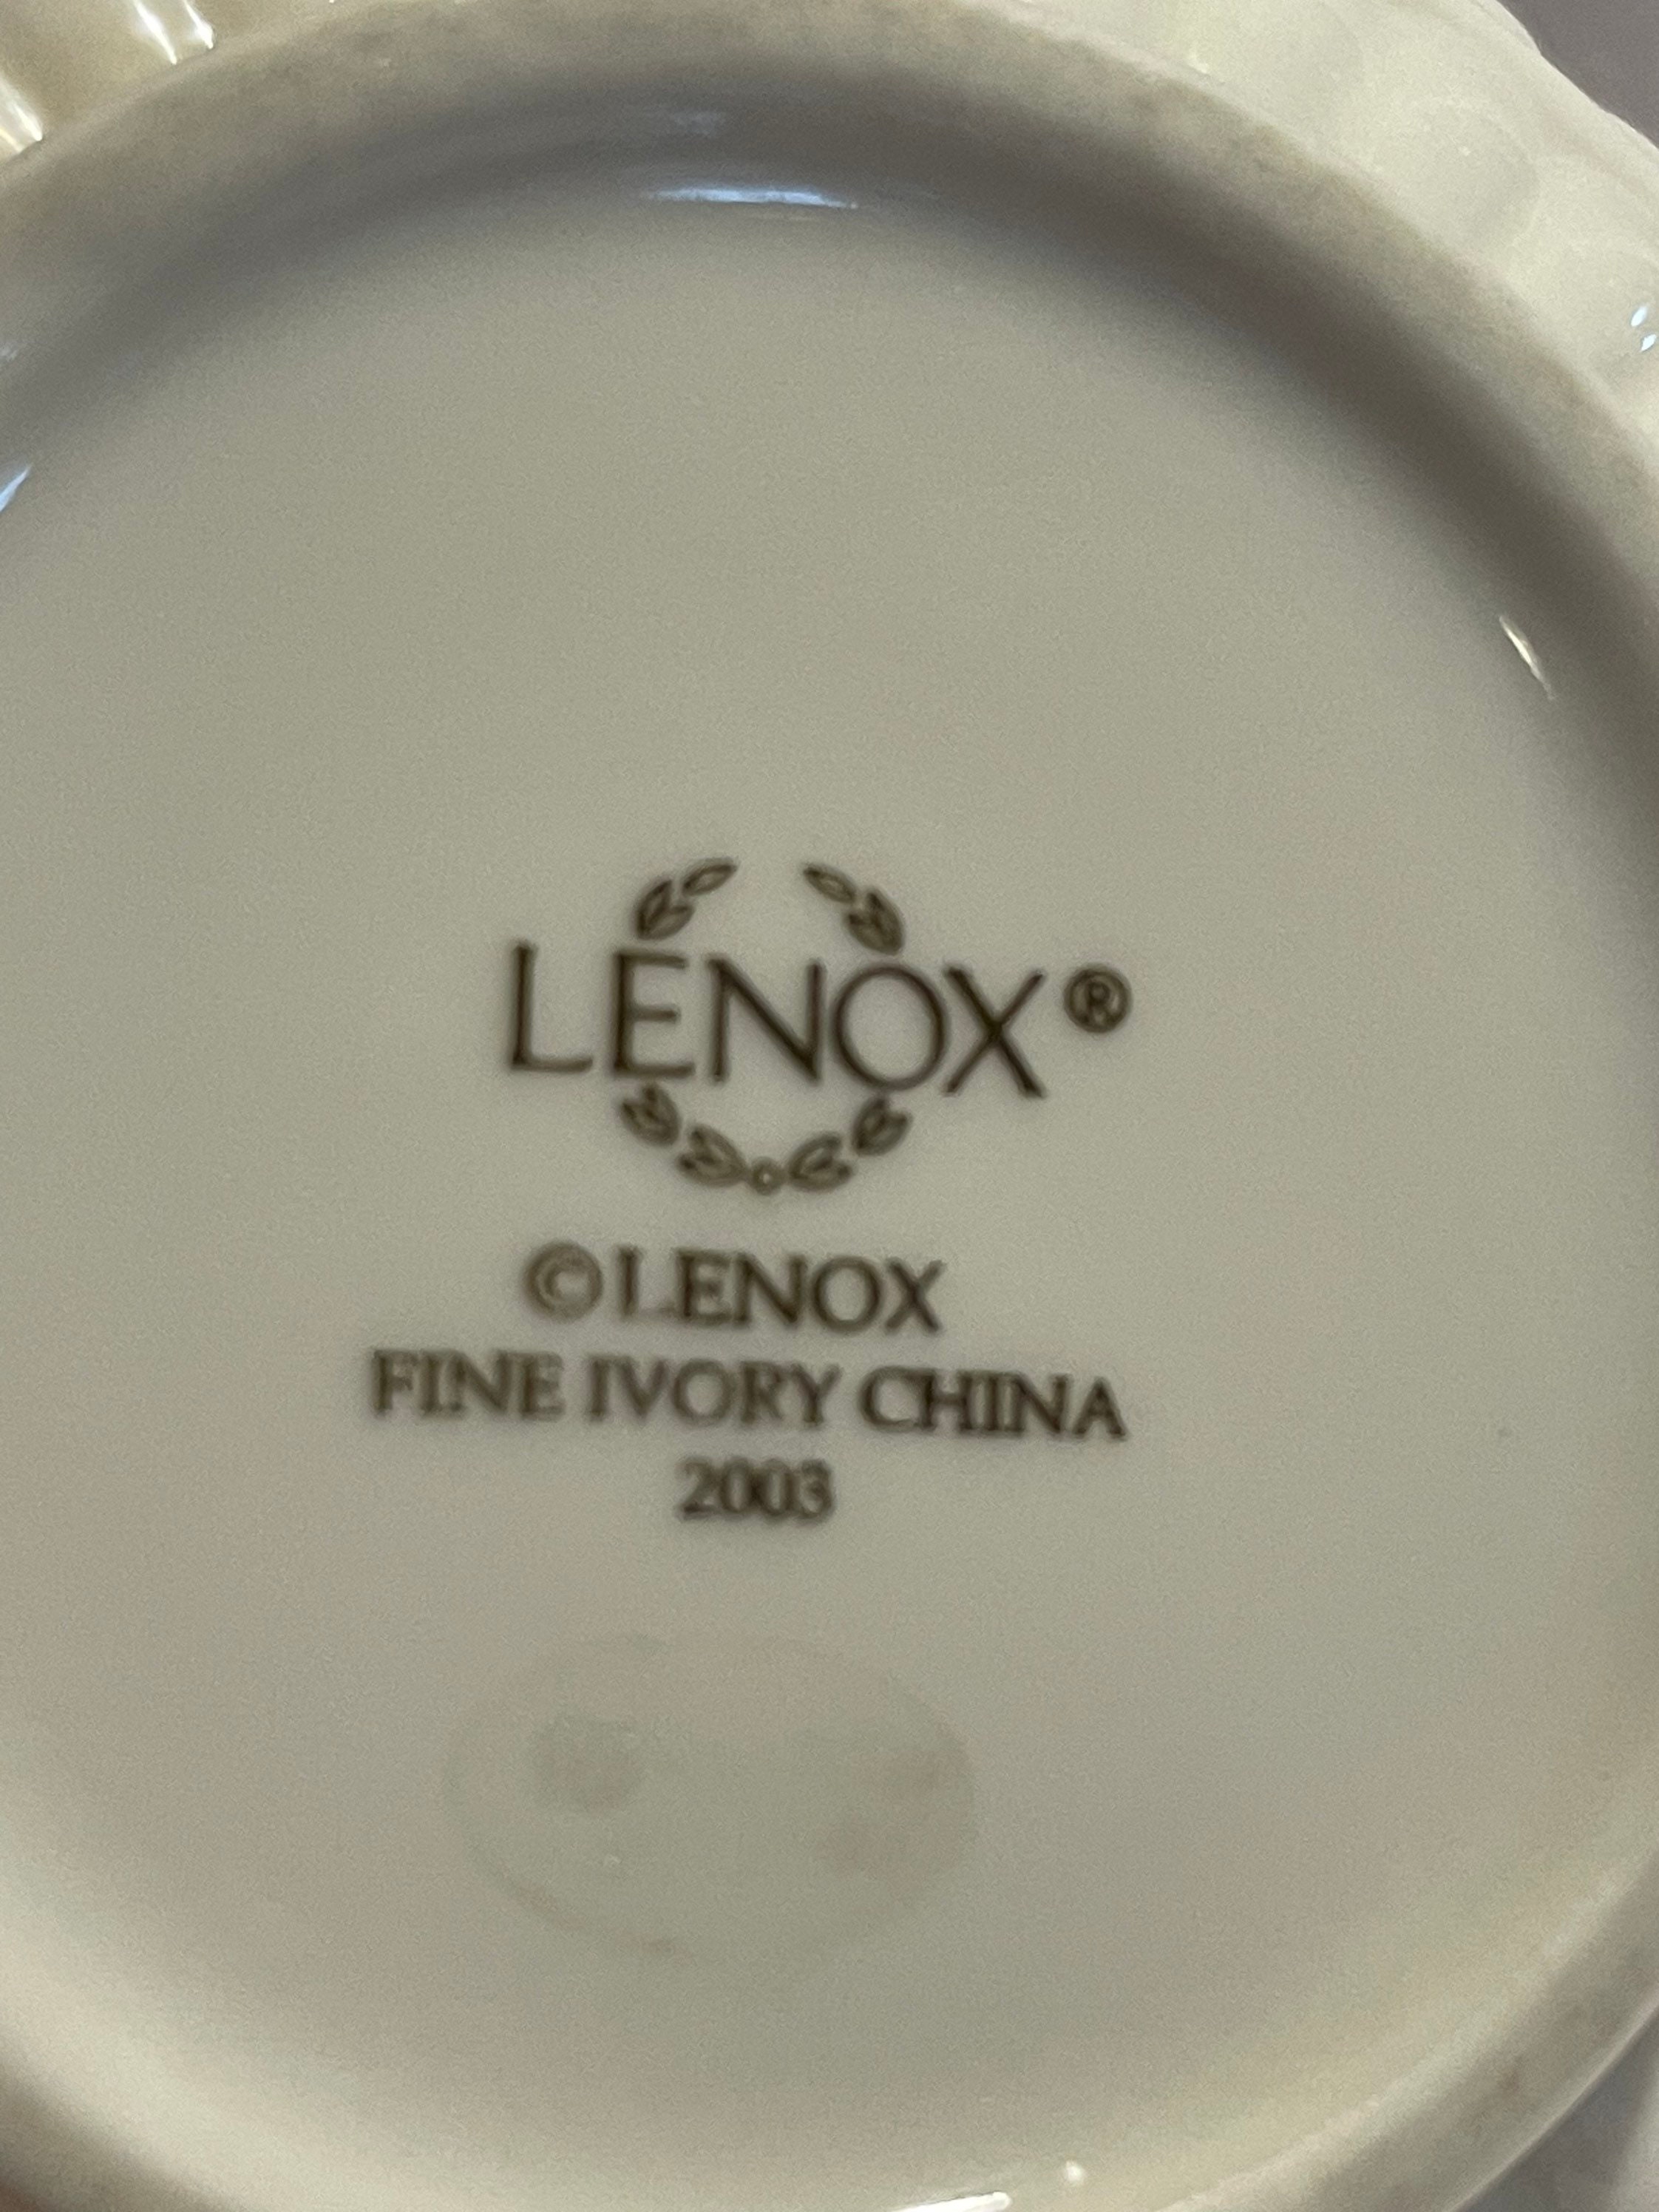 LENOX®
© LENOX
FINE IVORY CHINA
2003